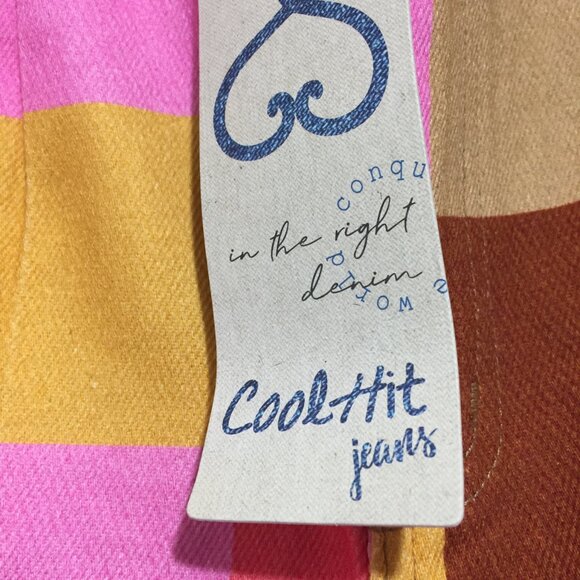 conqu
in the right
denim
Cool Hit
jeans